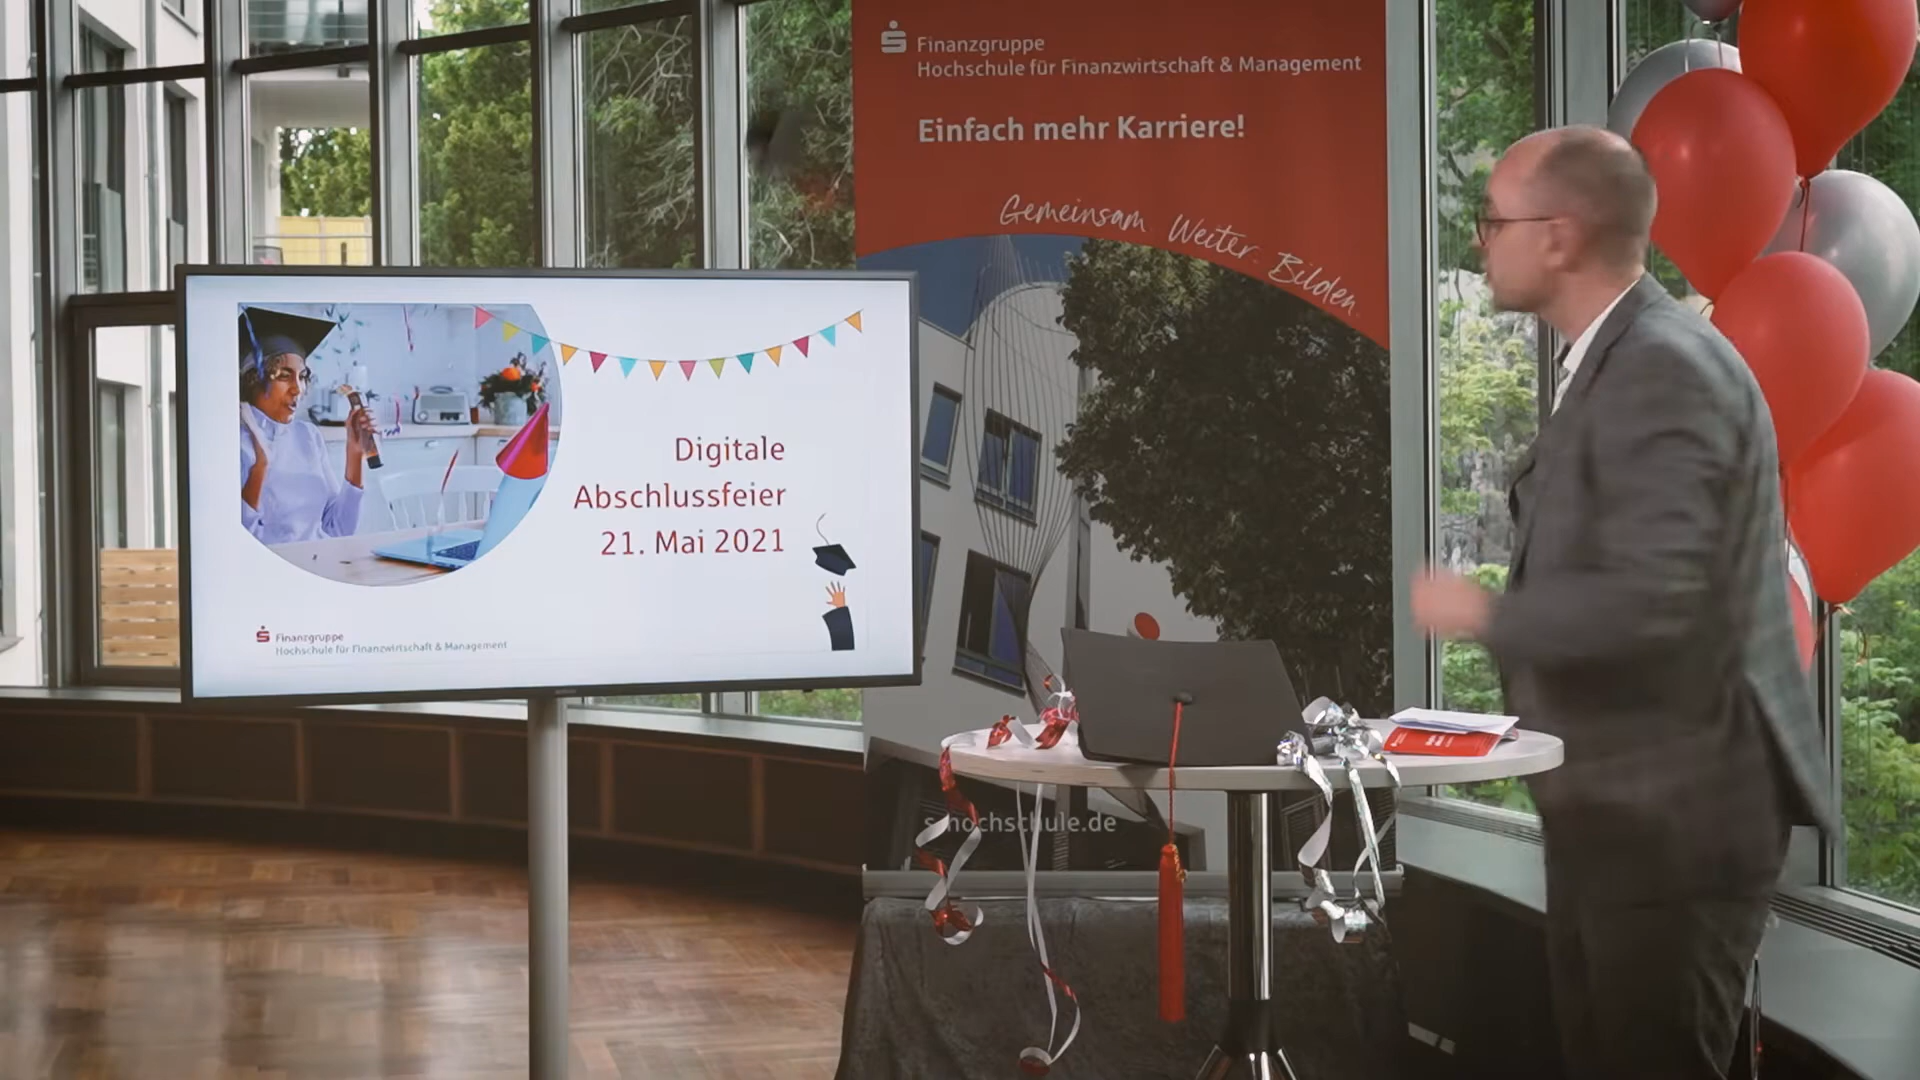 Finanzgruppe
Hochschule für Finanzwirtschaft & Management
Einfach mehr Karriere!
Gemeinsam. Weiter. Bilden.
Digitale
Abschlussfeier
21. Mai 2021
Finanzgruppe
Hochschule für Finanzwirtschaft & Management
s-hochschule.de